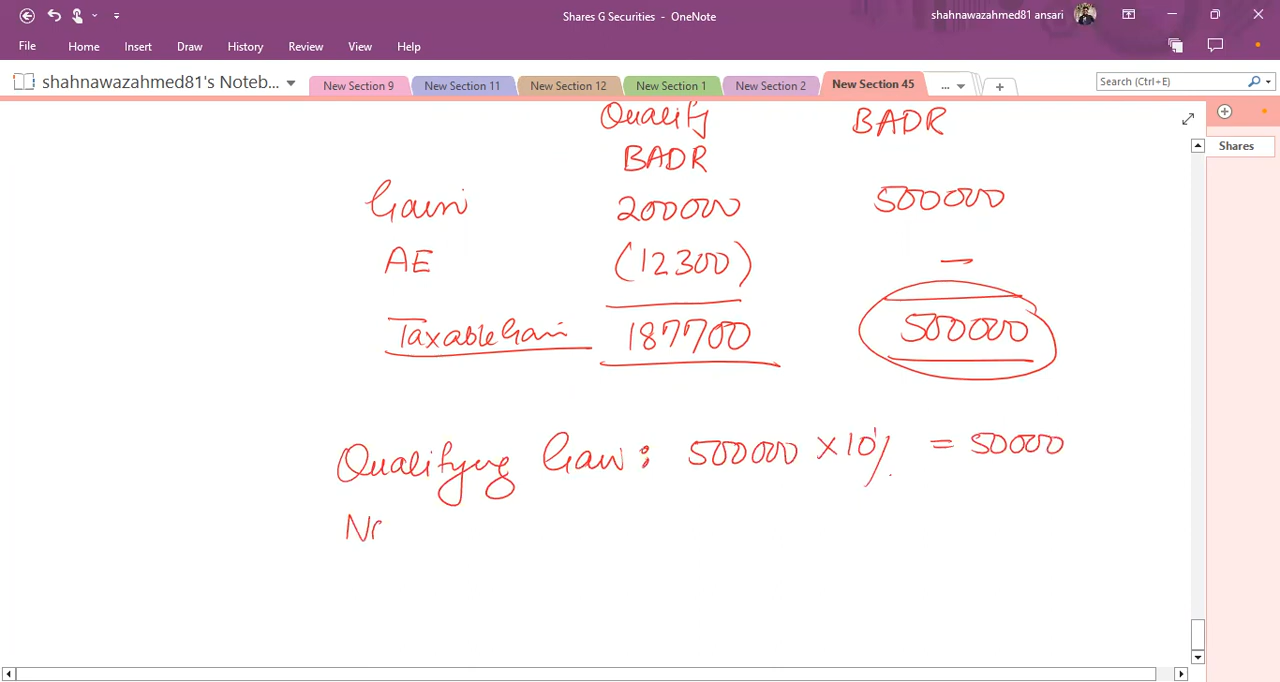 Shares G Securities - OneNote
shahnawazahmed81 ansari
File Home Insert Draw History Review View Help
shahnawazahmed81's Noteb... New Section 9 New Section 11 New Section 12 New Section 1 New Section 2 New Section 45 ... Search (Ctrl+E)
Shares
Qualify BADR
BADR
Gain 200000 500000
AE (12300) -
Taxable Gain 187700 500000
Qualifying Gain: 500000 × 10% = 50000